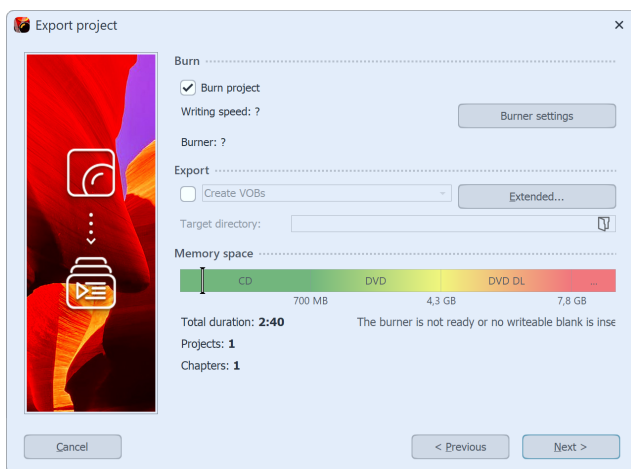 Export project
Burn
Burn project
Writing speed: ?
Burner settings
Burner: ?
Export
Create VOBs
Extended...
Target directory:
Memory space
CD DVD DVD DL ...
700 MB 4,3 GB 7,8 GB
Total duration: 2:40 The burner is not ready or no writeable blank is inse
Projects: 1
Chapters: 1
Cancel < Previous Next >